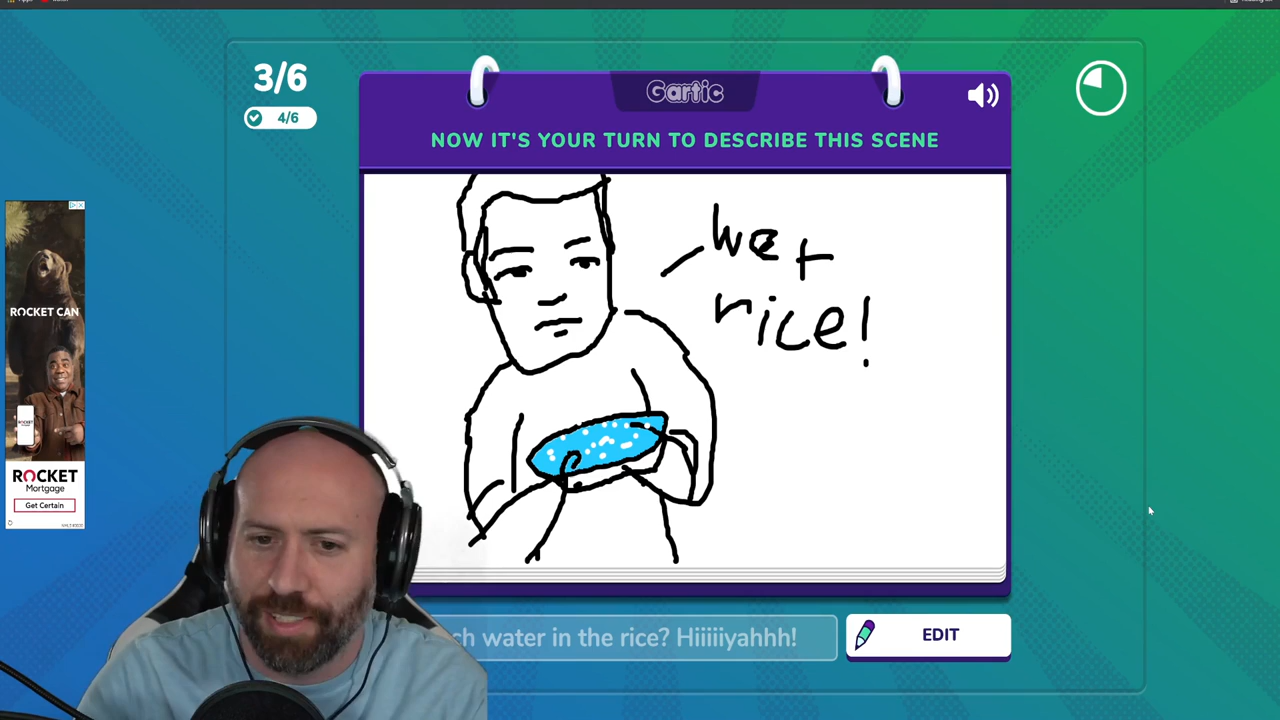 3/6
4/6
Gartic
NOW IT'S YOUR TURN TO DESCRIBE THIS SCENE
wet
rice!
ROCKET CAN
ROCKET
Mortgage
Get Certain
ch water in the rice? Hiiiiiyahhh!
EDIT